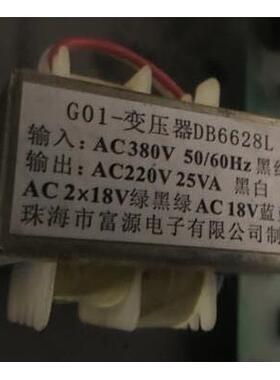 G01-变压器DB6628L
输入：AC380V 50/60Hz 黑红
输出：AC220V 25VA 黑白
AC 2×18V绿黑绿 AC 18V蓝
珠海市富源电子有限公司制